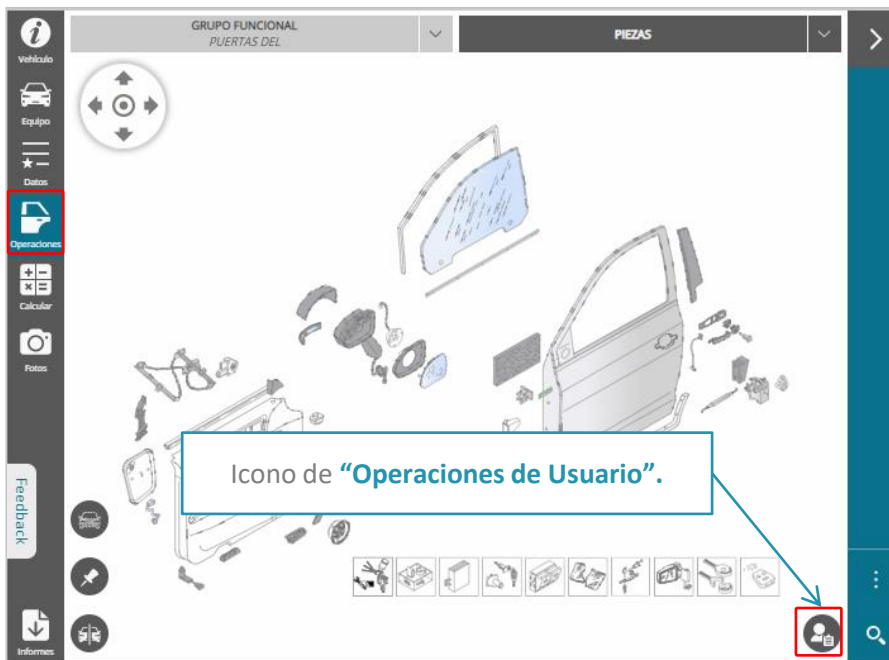 GRUPO FUNCIONAL
PUERTAS DEL
PIEZAS
Vehículo
Equipo
Datos
Operaciones
Calcular
Fotos
Icono de “Operaciones de Usuario”.
Feedback
Informes